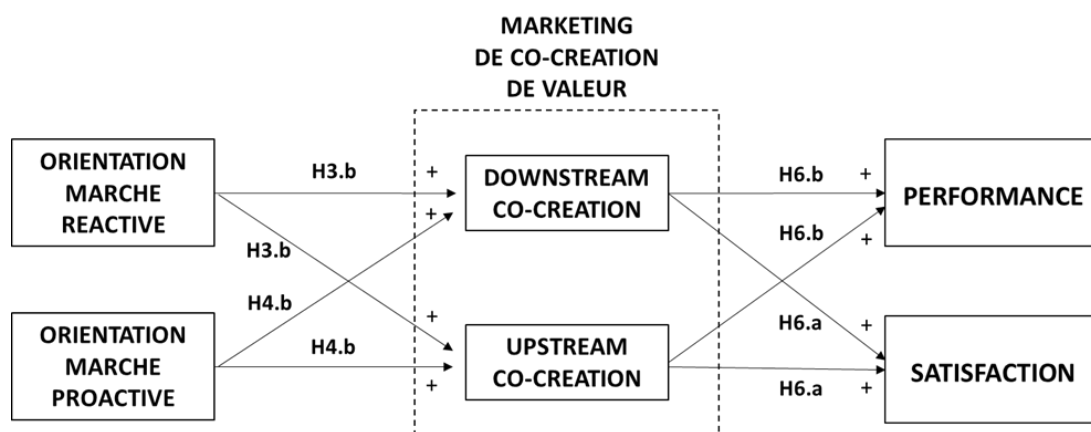 MARKETING
DE CO-CREATION
DE VALEUR
ORIENTATION
MARCHE
REACTIVE
H3.b
+
+
DOWNSTREAM
CO-CREATION
H6.b
+
PERFORMANCE
H3.b
H6.b
+
H4.b
+
H6.a
+
ORIENTATION
MARCHE
PROACTIVE
H4.b
+
UPSTREAM
CO-CREATION
H6.a
+
SATISFACTION